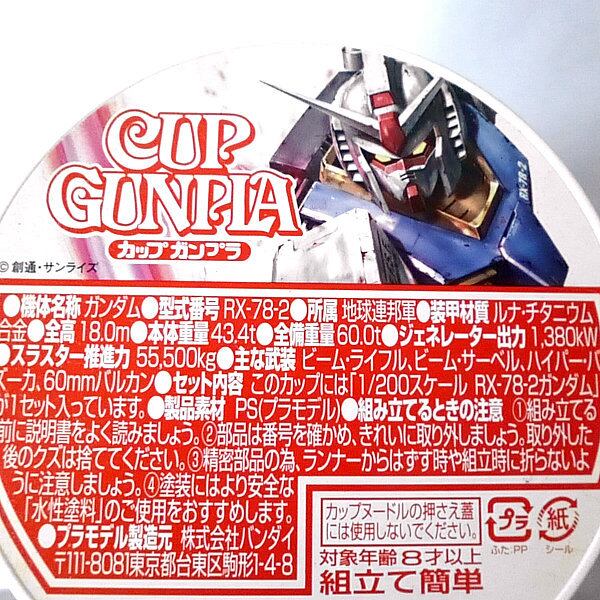 CUP
GUNPLA
カップガンプラ
RX-78-2
© 創通・サンライズ
●機体名称 ガンダム●型式番号 RX-78-2●所属 地球連邦軍●装甲材質 ルナ・チタニウム
合金●全高 18.0m●本体重量 43.4t●全備重量 60.0t●ジェネレーター出力 1,380kW
●スラスター推進力 55,500kg●主な武装 ビーム・ライフル、ビーム・サーベル、ハイパー・バ
ズーカ、60mmバルカン●セット内容 このカップには「1/200スケール RX-78-2ガンダム」
が1セット入っています。●製品素材 PS(プラモデル)●組み立てるときの注意 ①組み立てる
前に説明書をよく読みましょう。②部品は番号を確かめ、きれいに取り外しましょう。取り外した
後のクズは捨ててください。③精密部品の為、ランナーからはずす時や組立時に折らないよ
うに注意しましょう。④塗装にはより安全な
「水性塗料」のご使用をおすすめします。
●プラモデル製造元 株式会社バンダイ
〒111-8081東京都台東区駒形1-4-8
カップヌードルの押さえ蓋
には使用しないでください。
対象年齢 8才以上
組立て簡単
プラ
ふた:PP
紙
シール